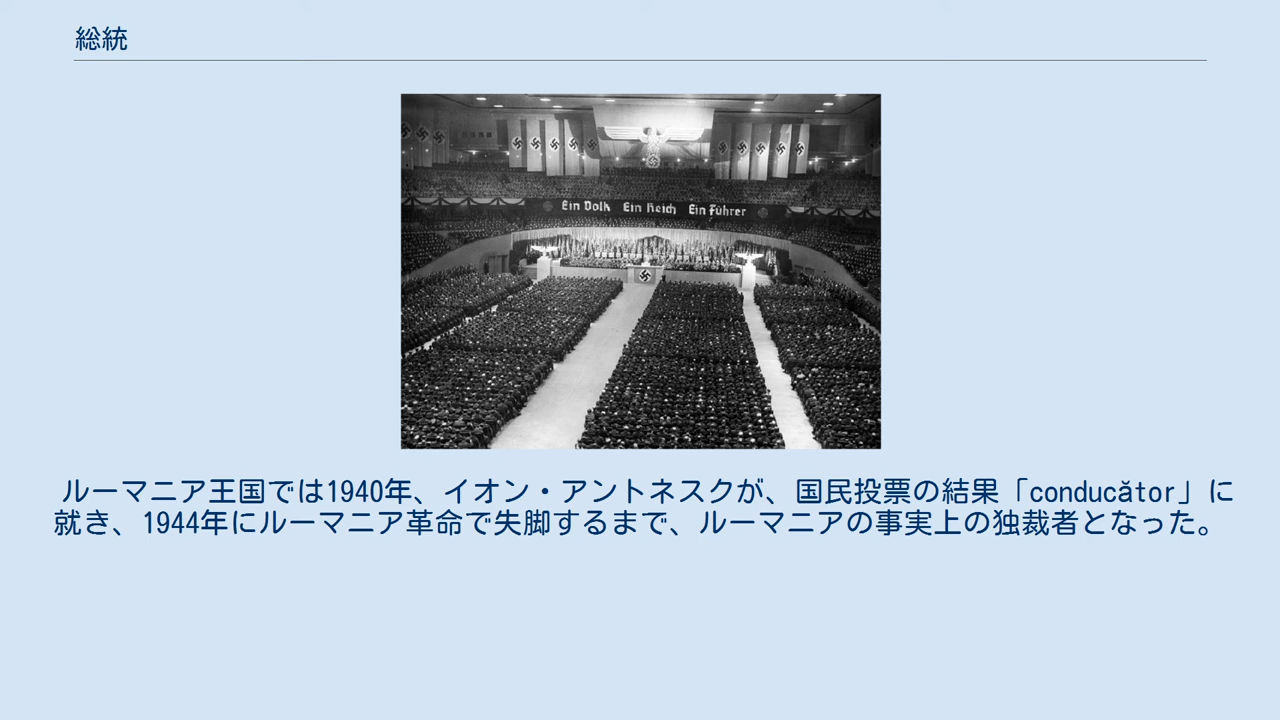 総統
Ein Volk Ein Reich Ein Führer
ルーマニア王国では1940年、イオン・アントネスクが、国民投票の結果「conducător」に
就き、1944年にルーマニア革命で失脚するまで、ルーマニアの事実上の独裁者となった。